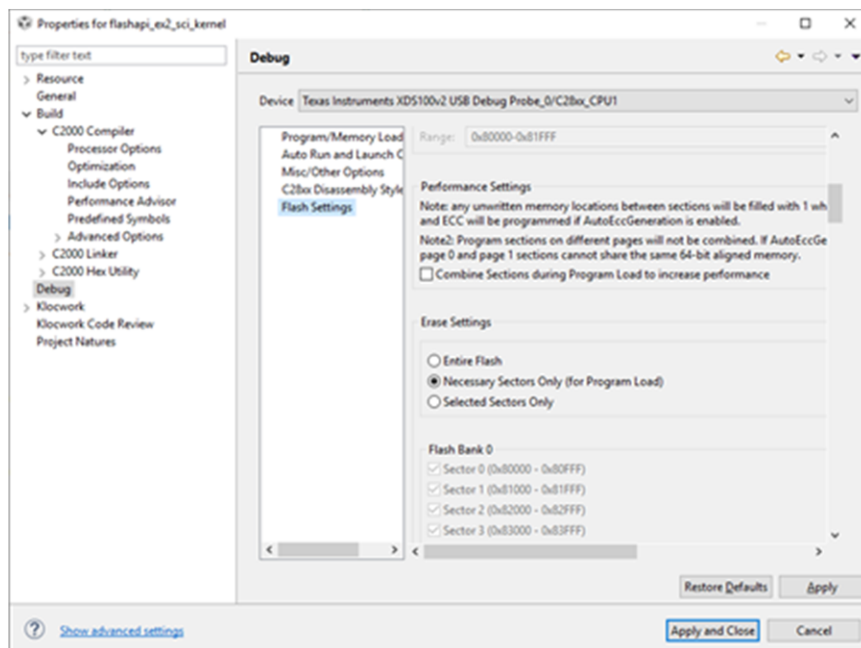 Properties for flashapi_ex2_sci_kernel
type filter text
Resource
General
Build
C2000 Compiler
Processor Options
Optimization
Include Options
Performance Advisor
Predefined Symbols
Advanced Options
C2000 Linker
C2000 Hex Utility
Debug
Klocwork
Klocwork Code Review
Project Natures
Debug
Device Texas Instruments XDS100v2 USB Debug Probe_0/C28xx_CPU1
Program/Memory Load
Auto Run and Launch C
Misc/Other Options
C28xx Disassembly Style
Flash Settings
Range: 0x80000-0x81FFF
Performance Settings
Note: any unwritten memory locations between sections will be filled with 1 wh
and ECC will be programmed if AutoEccGeneration is enabled.
Note2: Program sections on different pages will not be combined. If AutoEccGe
page 0 and page 1 sections cannot share the same 64-bit aligned memory.
Combine Sections during Program Load to increase performance
Erase Settings
Entire Flash
Necessary Sectors Only (for Program Load)
Selected Sectors Only
Flash Bank 0
Sector 0 (0x80000 - 0x80FFF)
Sector 1 (0x81000 - 0x81FFF)
Sector 2 (0x82000 - 0x82FFF)
Sector 3 (0x83000 - 0x83FFF)
Restore Defaults
Apply
Show advanced settings
Apply and Close
Cancel